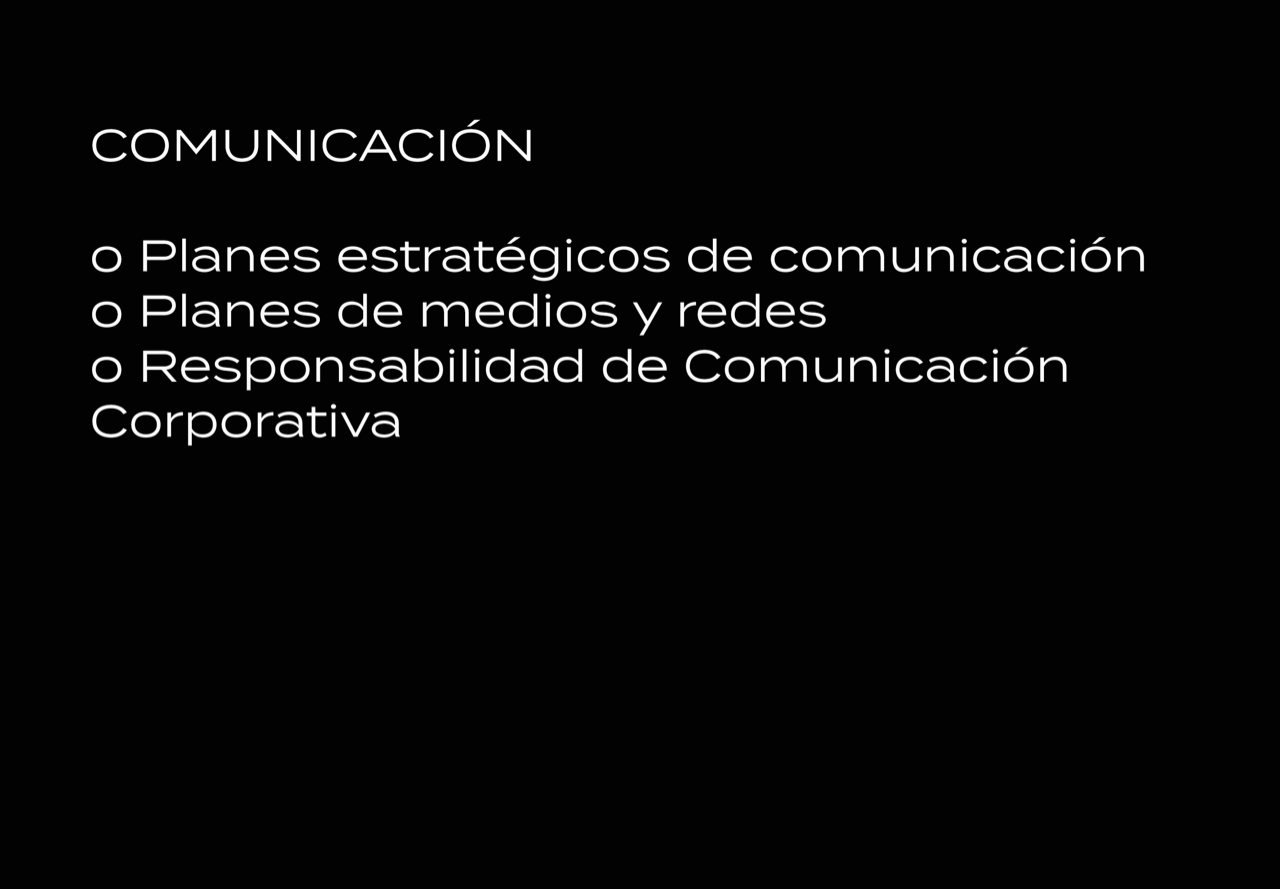 COMUNICACIÓN
o Planes estratégicos de comunicación
o Planes de medios y redes
o Responsabilidad de Comunicación
Corporativa